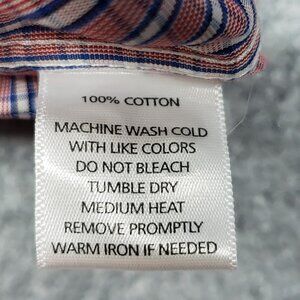 100% COTTON
MACHINE WASH COLD
WITH LIKE COLORS
DO NOT BLEACH
TUMBLE DRY
MEDIUM HEAT
REMOVE PROMPTLY
WARM IRON IF NEEDED